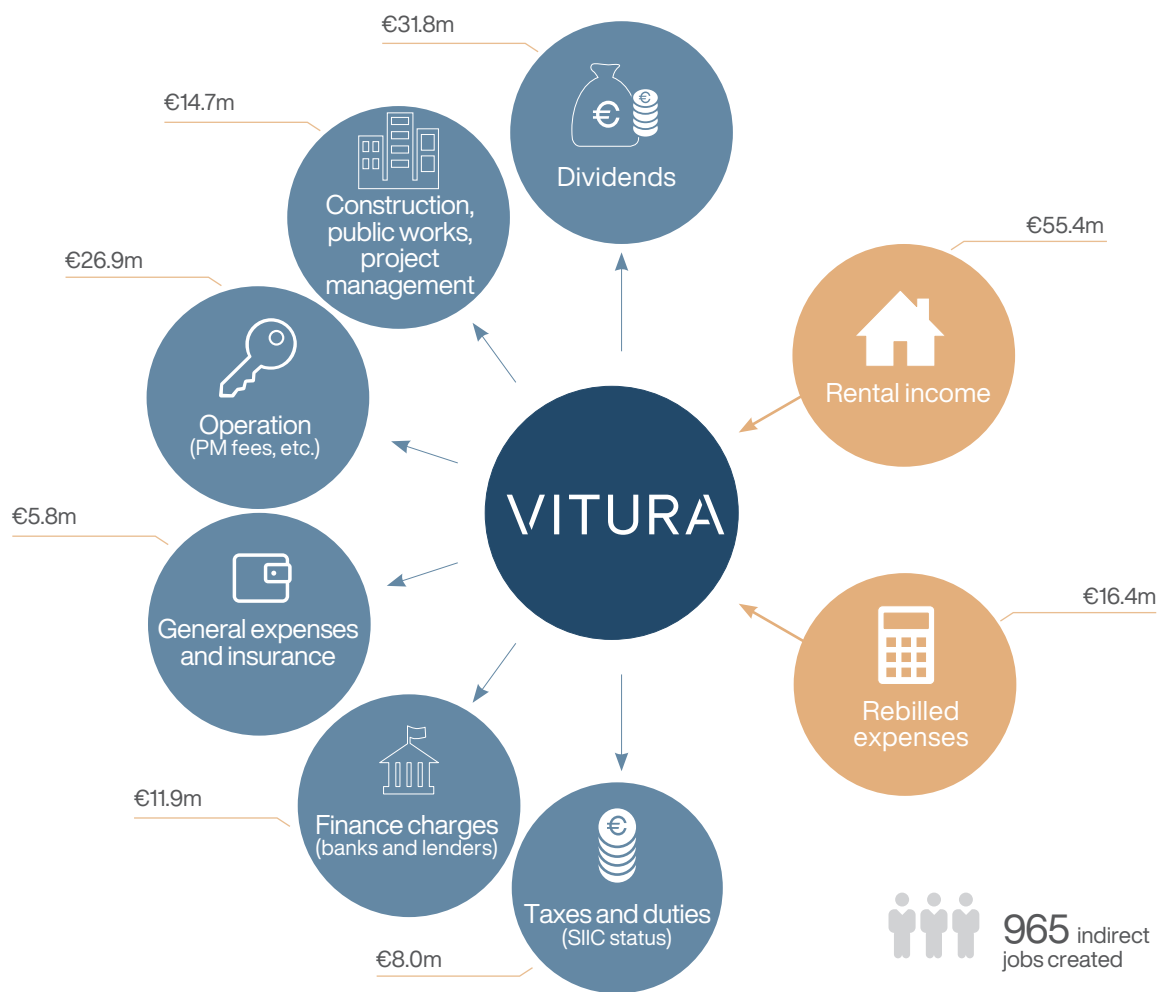 €31.8m
€
€
Dividends
€14.7m
Construction,
public works,
project
management
€26.9m
Operation
(PM fees, etc.)
€5.8m
General expenses
and insurance
€11.9m
Finance charges
(banks and lenders)
€8.0m
€
Taxes and duties
(SIIC status)
VITURA
€55.4m
Rental income
€16.4m
Rebilled
expenses
965 indirect
jobs created